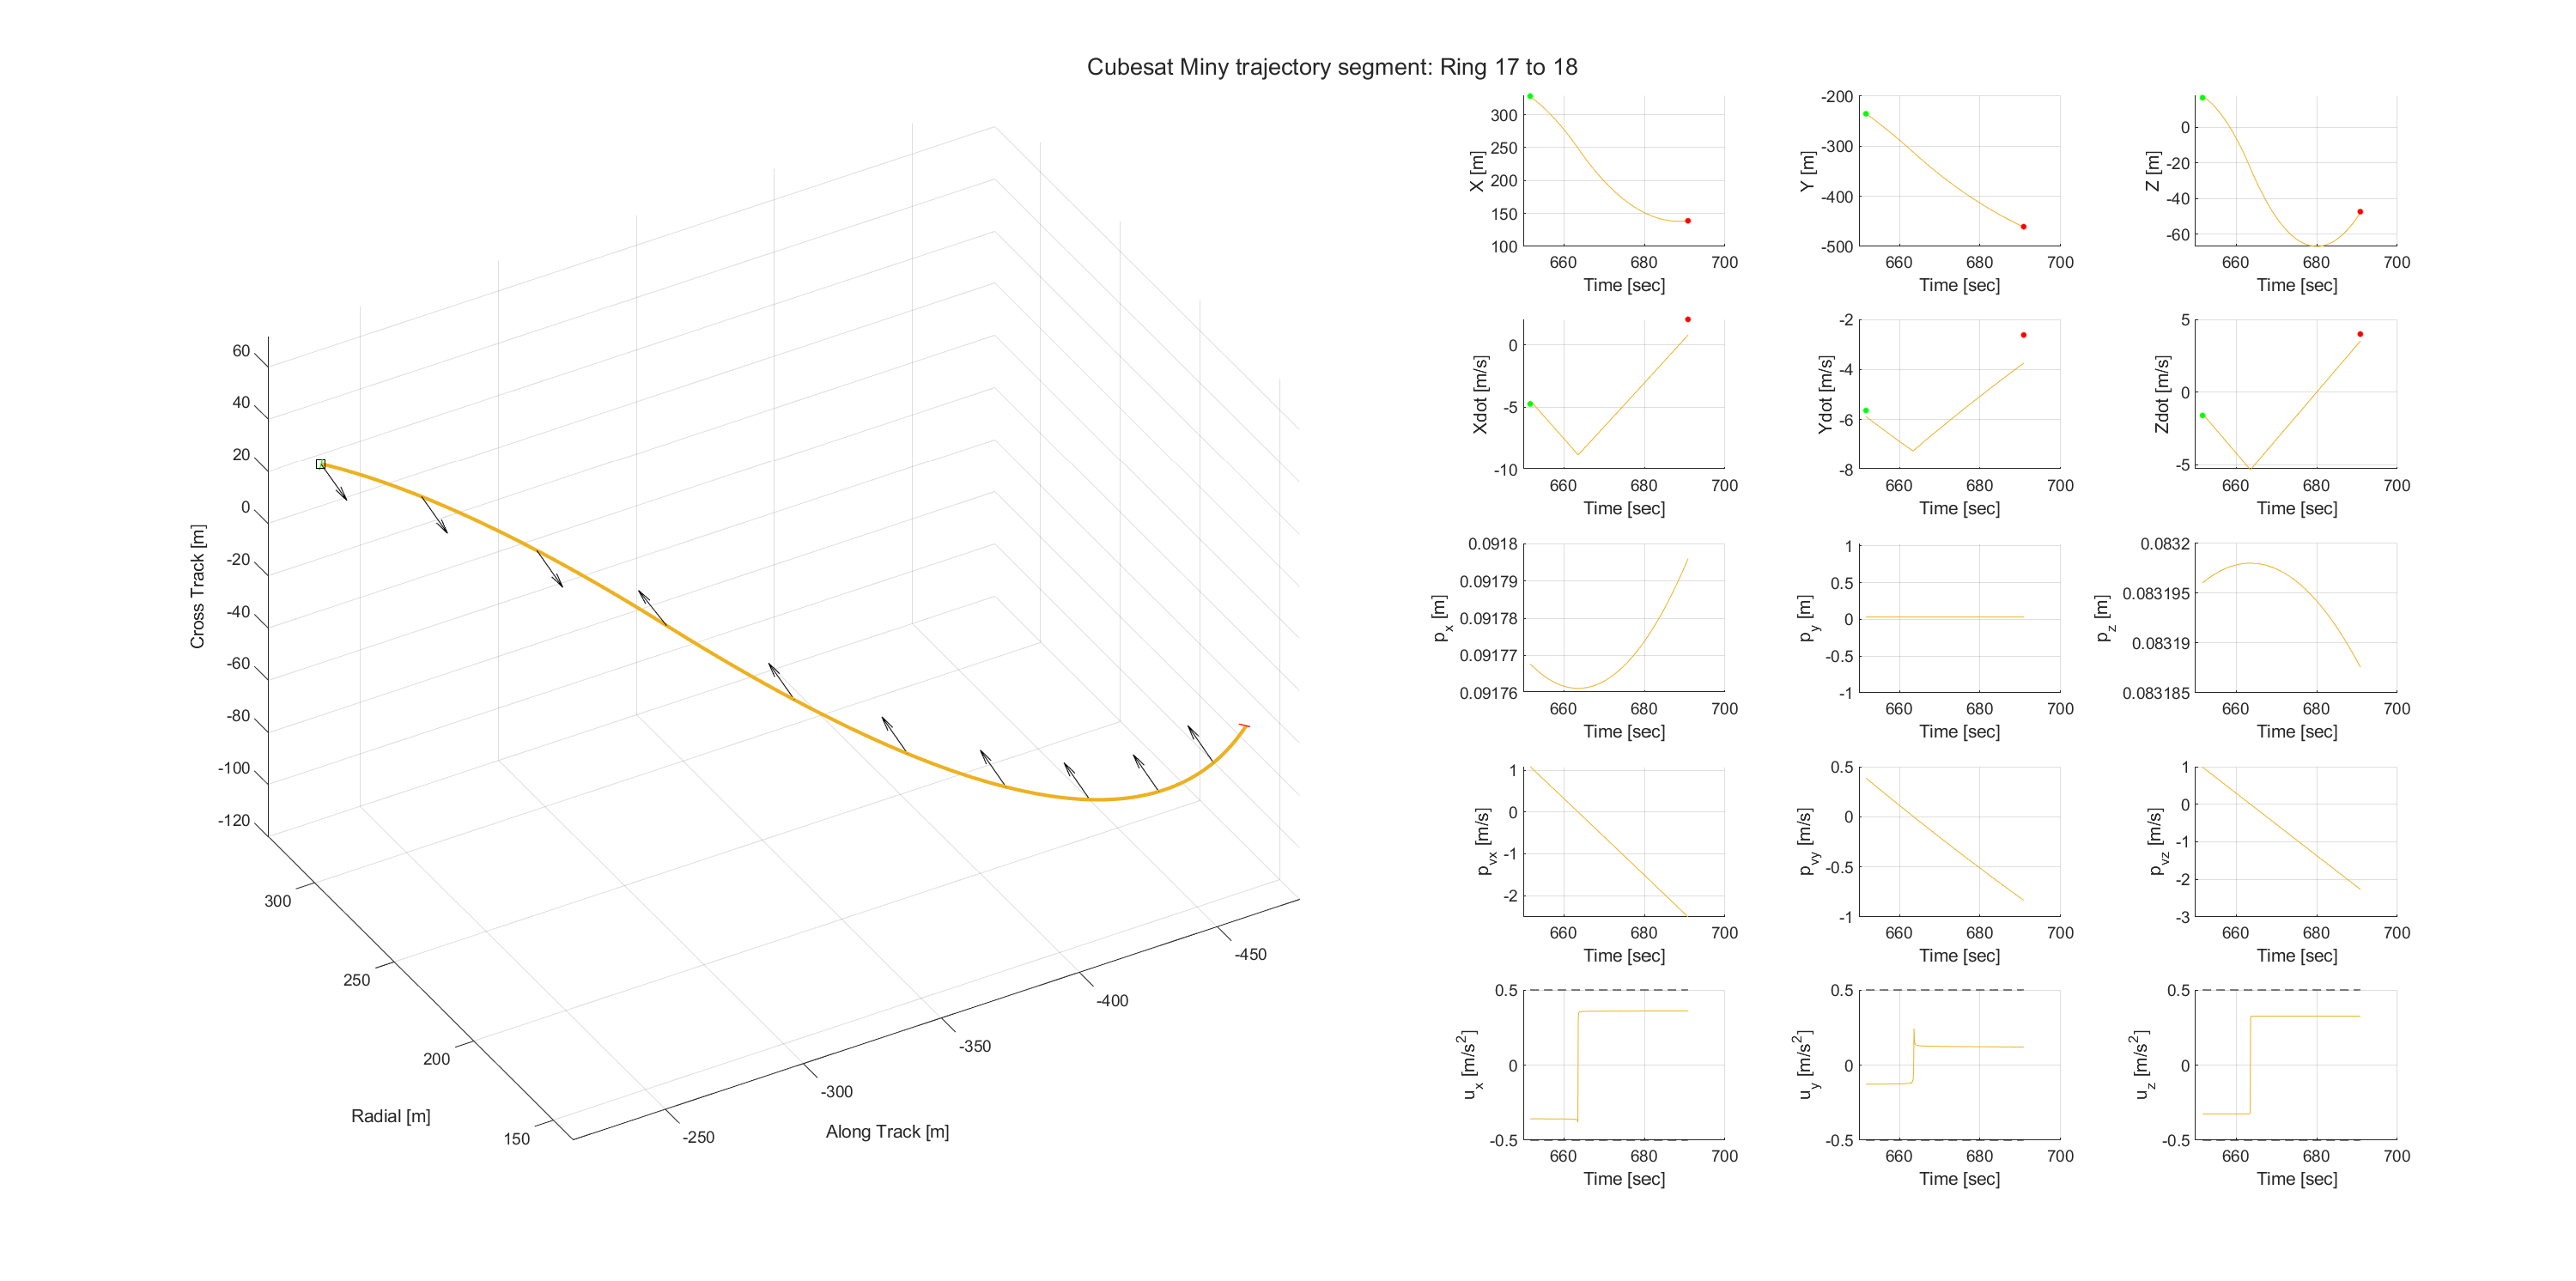 Cubesat Miny trajectory segment: Ring 17 to 18
60
40
20
0
-20
-40
-60
-80
-100
-120
Cross Track [m]
300
250
200
150
Radial [m]
-250
-300
-350
-400
-450
Along Track [m]
300
250
200
150
100
X [m]
660 680 700
Time [sec]
-200
-300
-400
-500
Y [m]
660 680 700
Time [sec]
0
-20
-40
-60
Z [m]
660 680 700
Time [sec]
0
-5
-10
Xdot [m/s]
660 680 700
Time [sec]
-2
-4
-6
-8
Ydot [m/s]
660 680 700
Time [sec]
5
0
-5
Zdot [m/s]
660 680 700
Time [sec]
0.0918
0.09179
0.09178
0.09177
0.09176
p_x [m]
660 680 700
Time [sec]
1
0.5
0
-0.5
-1
p_y [m]
660 680 700
Time [sec]
0.0832
0.083195
0.08319
0.083185
p_z [m]
660 680 700
Time [sec]
1
0
-1
-2
p_vx [m/s]
660 680 700
Time [sec]
0.5
0
-0.5
-1
p_vy [m/s]
660 680 700
Time [sec]
1
0
-1
-2
-3
p_vz [m/s]
660 680 700
Time [sec]
0.5
0
-0.5
u_x [m/s^2]
660 680 700
Time [sec]
0.5
0
-0.5
u_y [m/s^2]
660 680 700
Time [sec]
0.5
0
-0.5
u_z [m/s^2]
660 680 700
Time [sec]